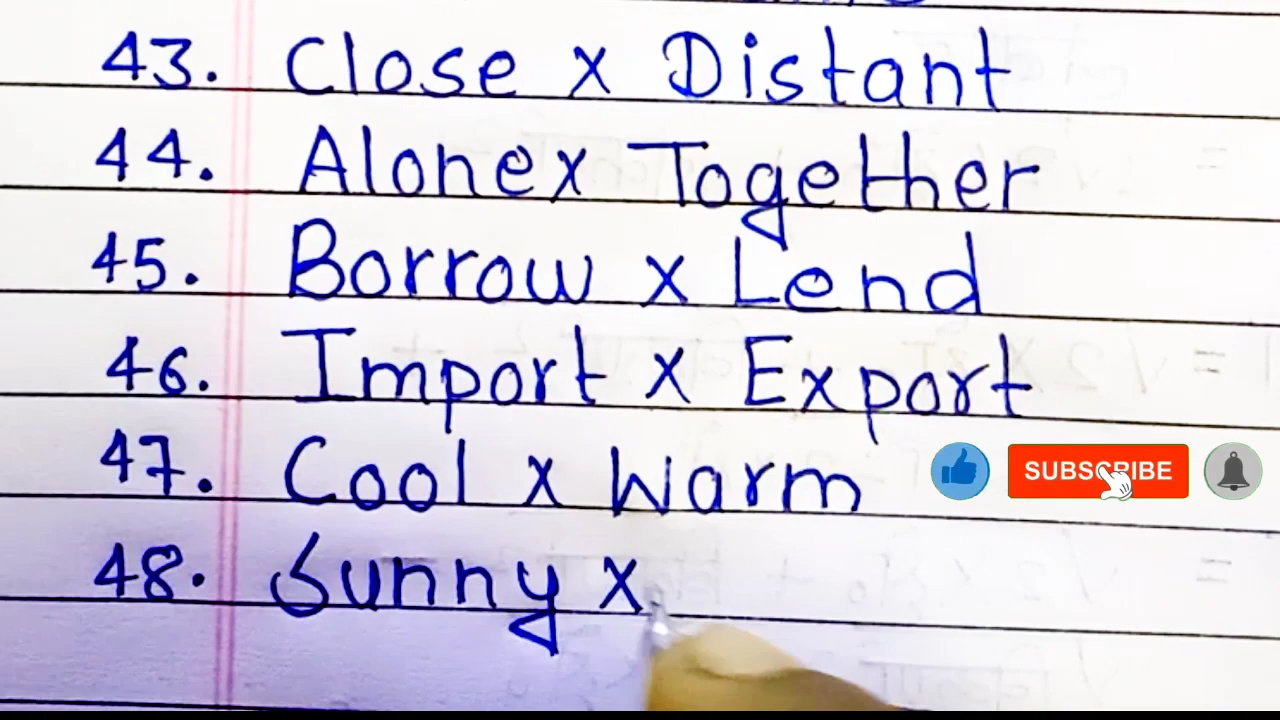 43. Close x Distant
44. Alone x Together
45. Borrow x Lend
46. Import x Export
47. Cool x Warm
SUBSCRIBE
48. Sunny x